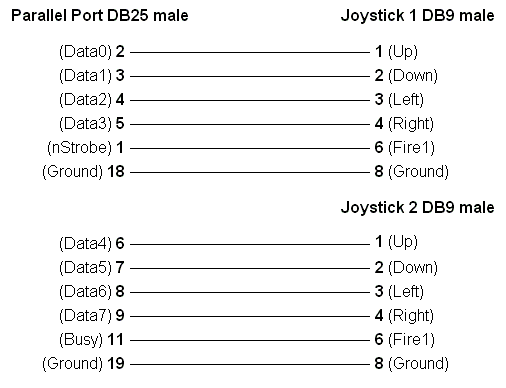 Parallel Port DB25 male Joystick 1 DB9 male
(Data0) 2 1 (Up)
(Data1) 3 2 (Down)
(Data2) 4 3 (Left)
(Data3) 5 4 (Right)
(nStrobe) 1 6 (Fire1)
(Ground) 18 8 (Ground)
Joystick 2 DB9 male
(Data4) 6 1 (Up)
(Data5) 7 2 (Down)
(Data6) 8 3 (Left)
(Data7) 9 4 (Right)
(Busy) 11 6 (Fire1)
(Ground) 19 8 (Ground)